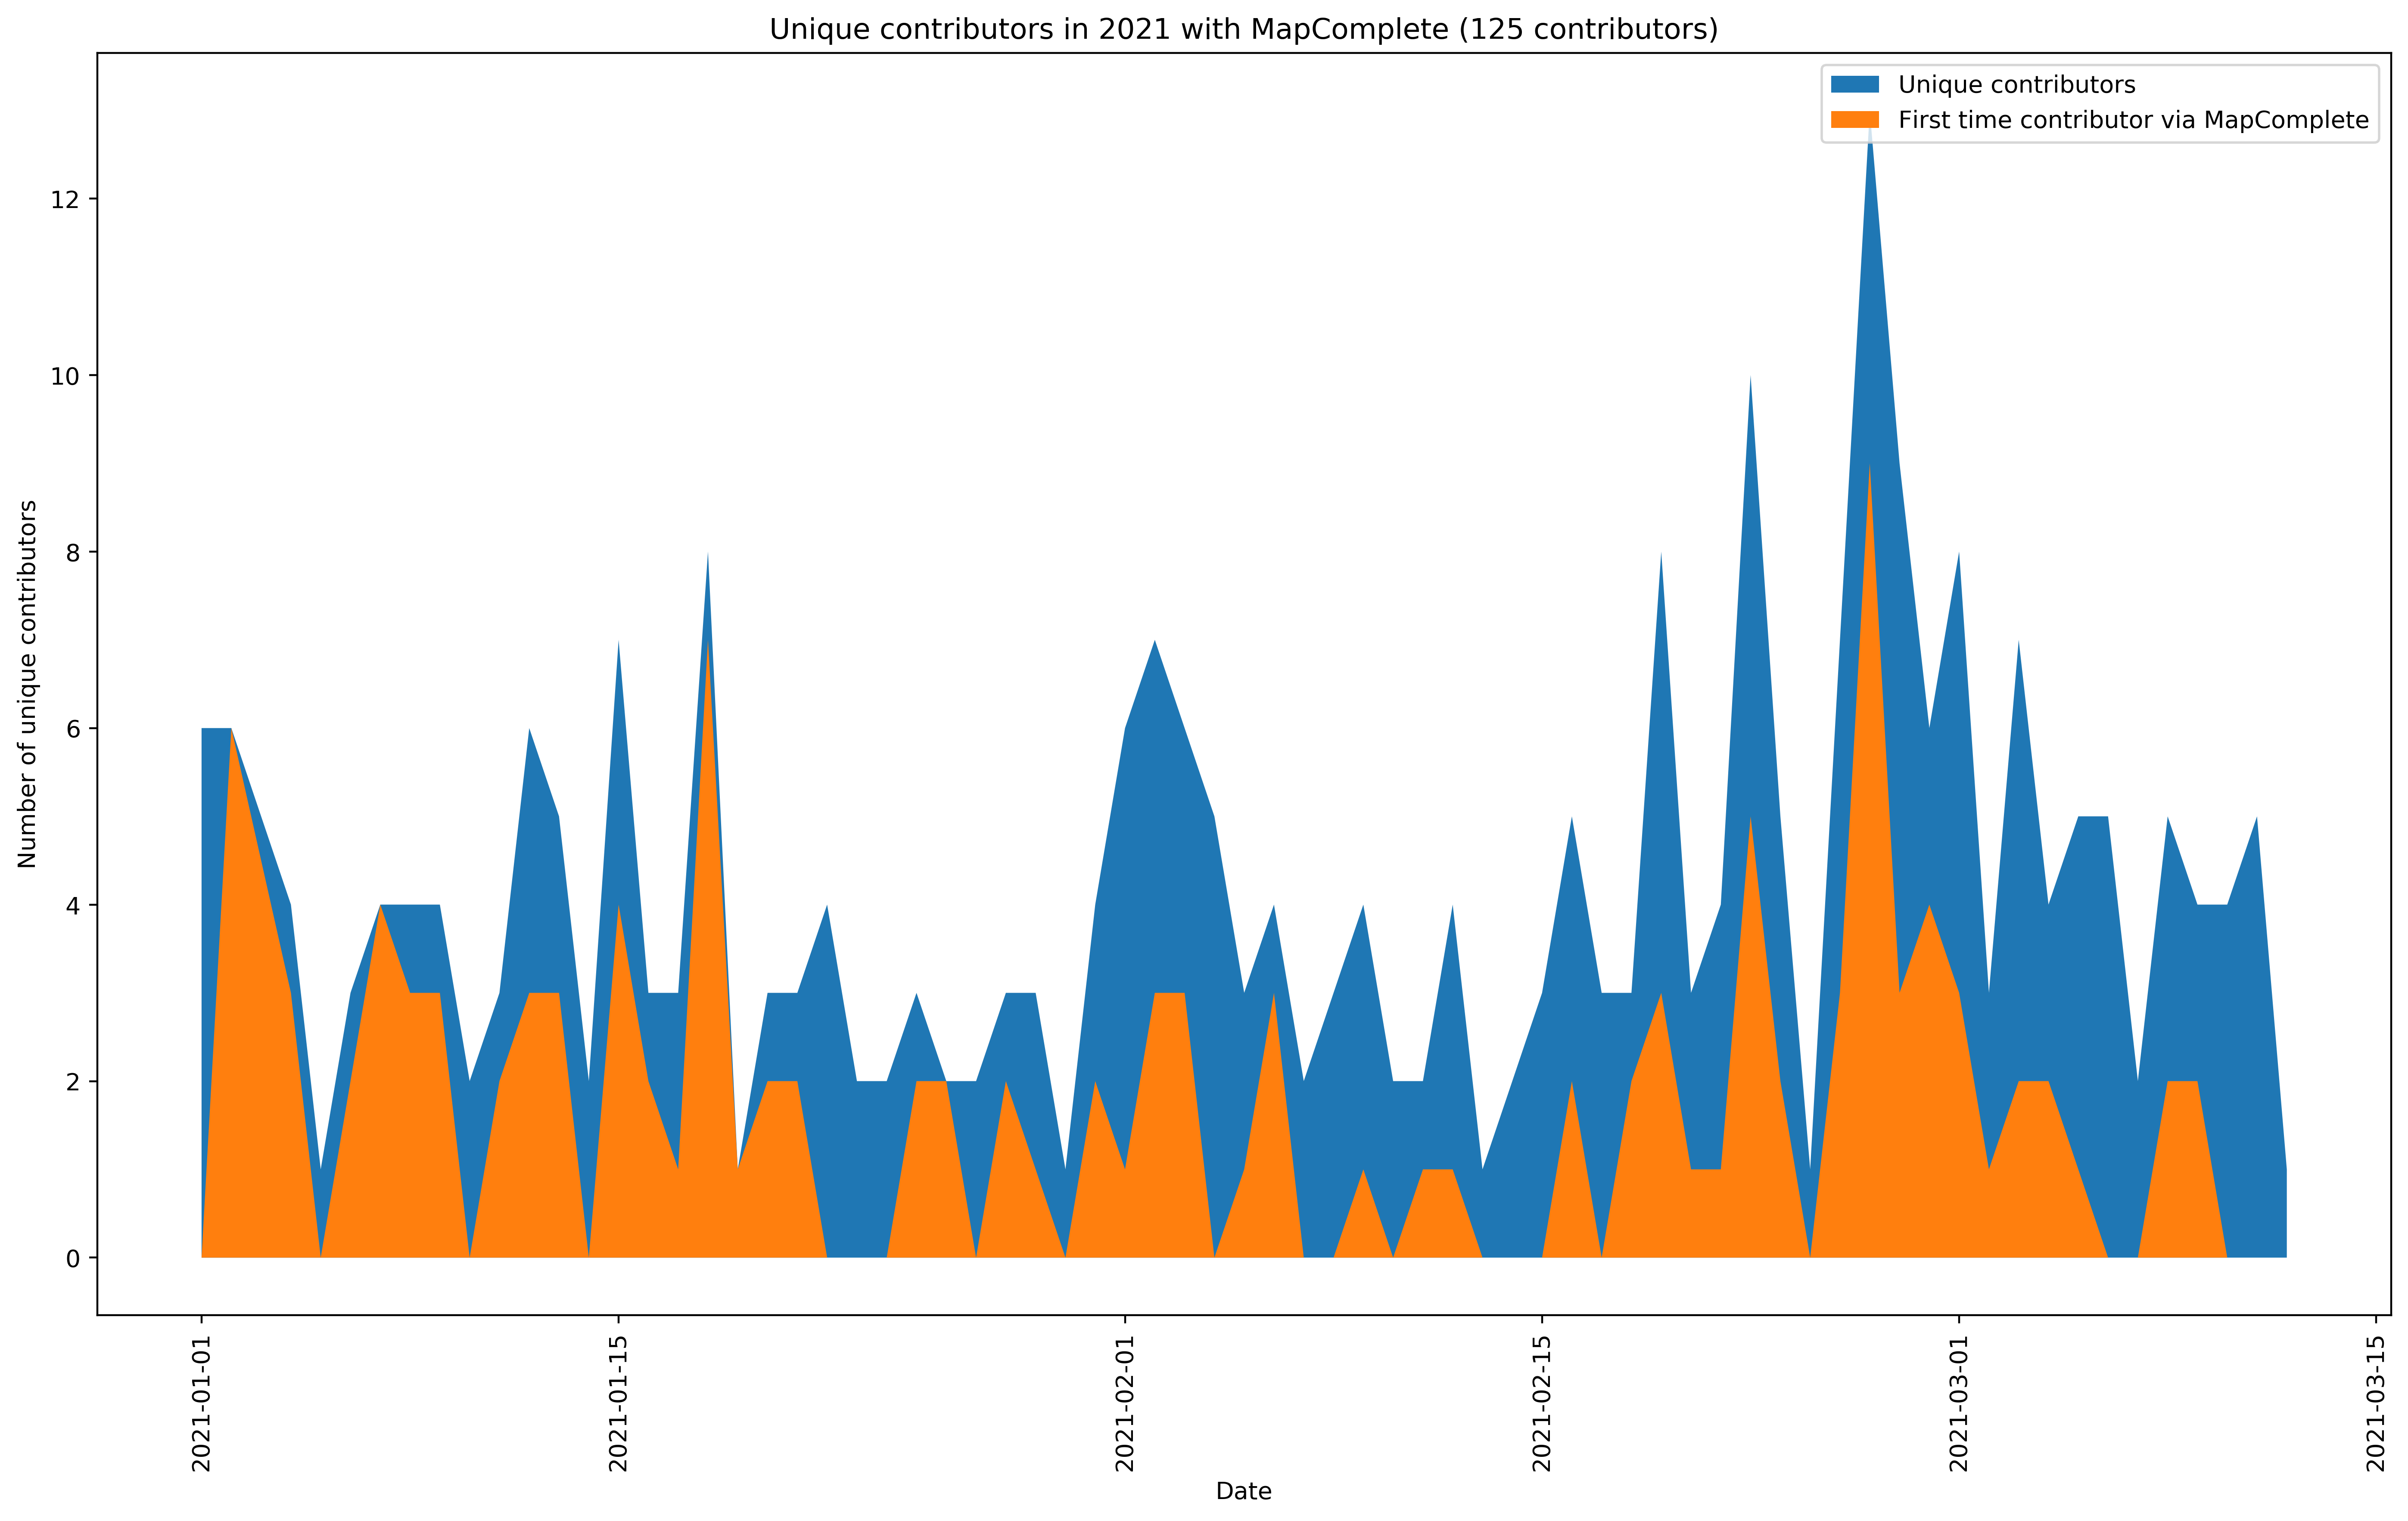 Unique contributors in 2021 with MapComplete (125 contributors)
Unique contributors
First time contributor via MapComplete
Number of unique contributors
12
10
8
6
4
2
0
2021-01-01
2021-01-15
2021-02-01
2021-02-15
2021-03-01
2021-03-15
Date